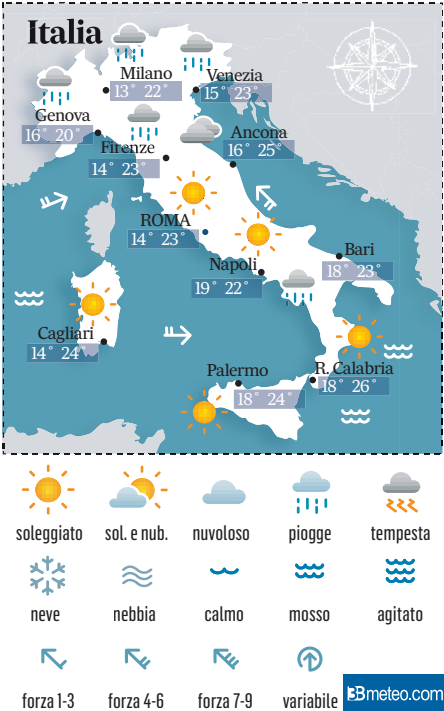 Italia
Milano
13° 22°
Venezia
15° 23°
Genova
16° 20°
Firenze
14° 23°
Ancona
16° 25°
ROMA
14° 23°
Napoli
19° 22°
Bari
18° 23°
Cagliari
14° 24°
Palermo
18° 24°
R. Calabria
18° 26°
soleggiato sol. e nub. nuvoloso piogge tempesta
neve nebbia calmo mosso agitato
forza 1-3 forza 4-6 forza 7-9 variabile
3Bmeteo.com